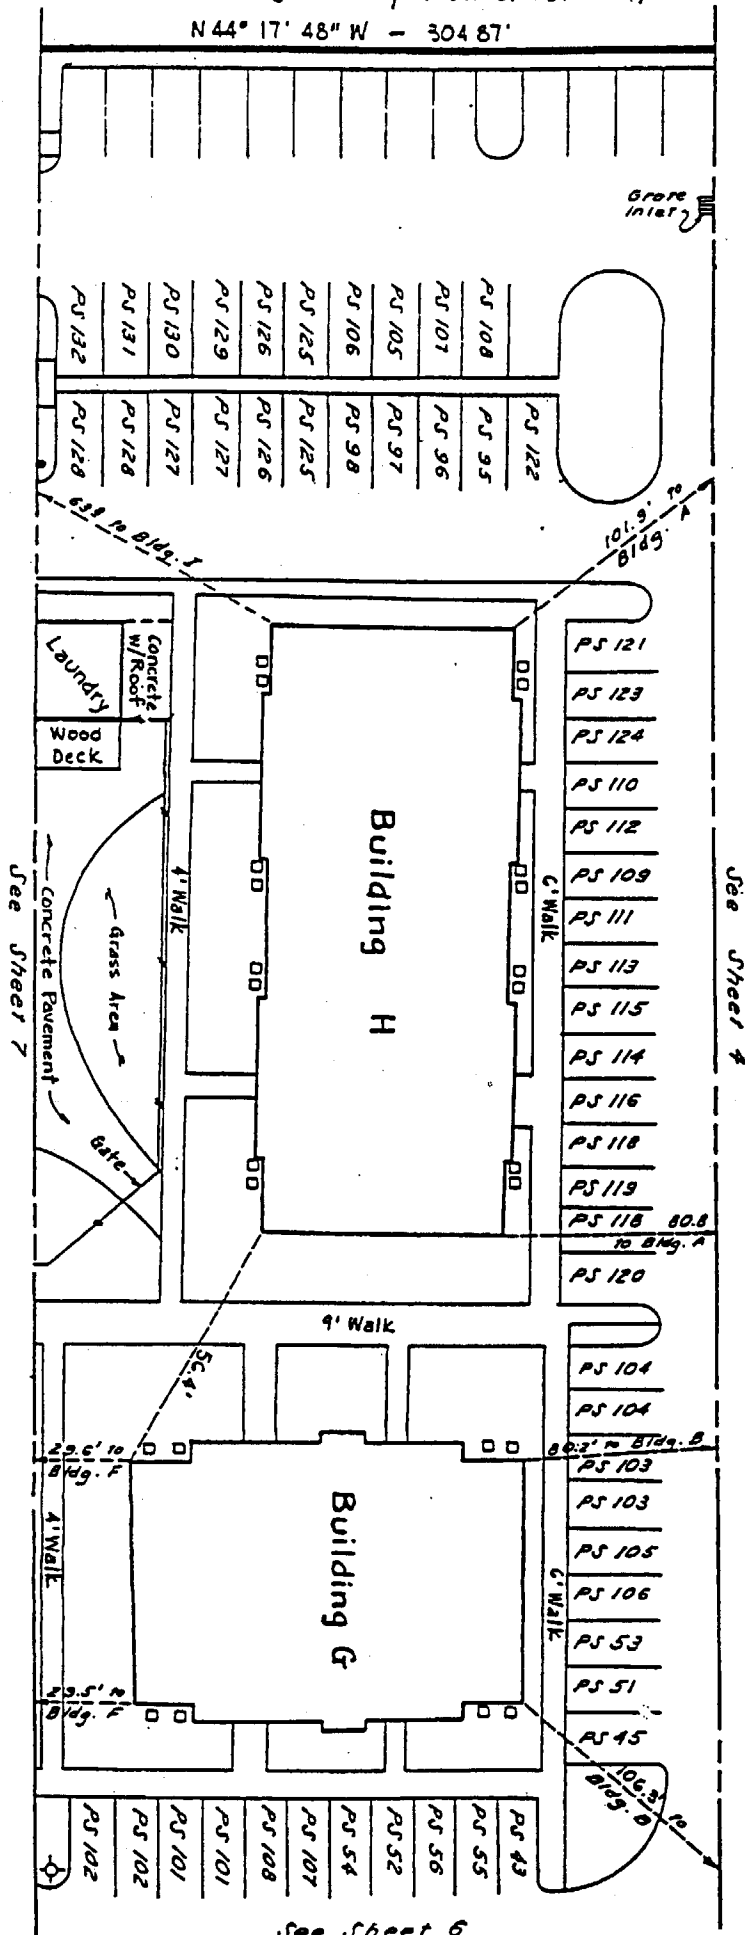 N 44° 17' 48" W - 304.87'
Grate
Inlet
PS 132
PS 131
PS 130
PS 129
PS 126
PS 125
PS 106
PS 105
PS 107
PS 108
PS 128
PS 128
PS 127
PS 127
PS 126
PS 125
PS 98
PS 97
PS 96
PS 95
PS 122
to Bldg. I
101.9' to
Bldg. A
Laundry
Concrete
w/Roof
Wood
Deck
PS 121
PS 123
PS 124
PS 110
PS 112
PS 109
PS 111
PS 113
PS 115
PS 114
PS 116
PS 118
PS 119
PS 118
PS 120
80.8
to Bldg. A
Building H
4' Walk
6' Walk
Grass Area
Concrete Pavement
Gate
See Sheet 7
See Sheet 4
9' Walk
56.4'
PS 104
PS 104
PS 103
PS 103
PS 105
PS 106
PS 53
PS 51
PS 45
29.6' to
Bldg. F
80.2' to Bldg. B
Building G
4' Walk
6' Walk
29.5' to
Bldg. F
106.3' to
Bldg. B
PS 102
PS 102
PS 101
PS 101
PS 108
PS 107
PS 54
PS 52
PS 56
PS 55
PS 43
See Sheet 6